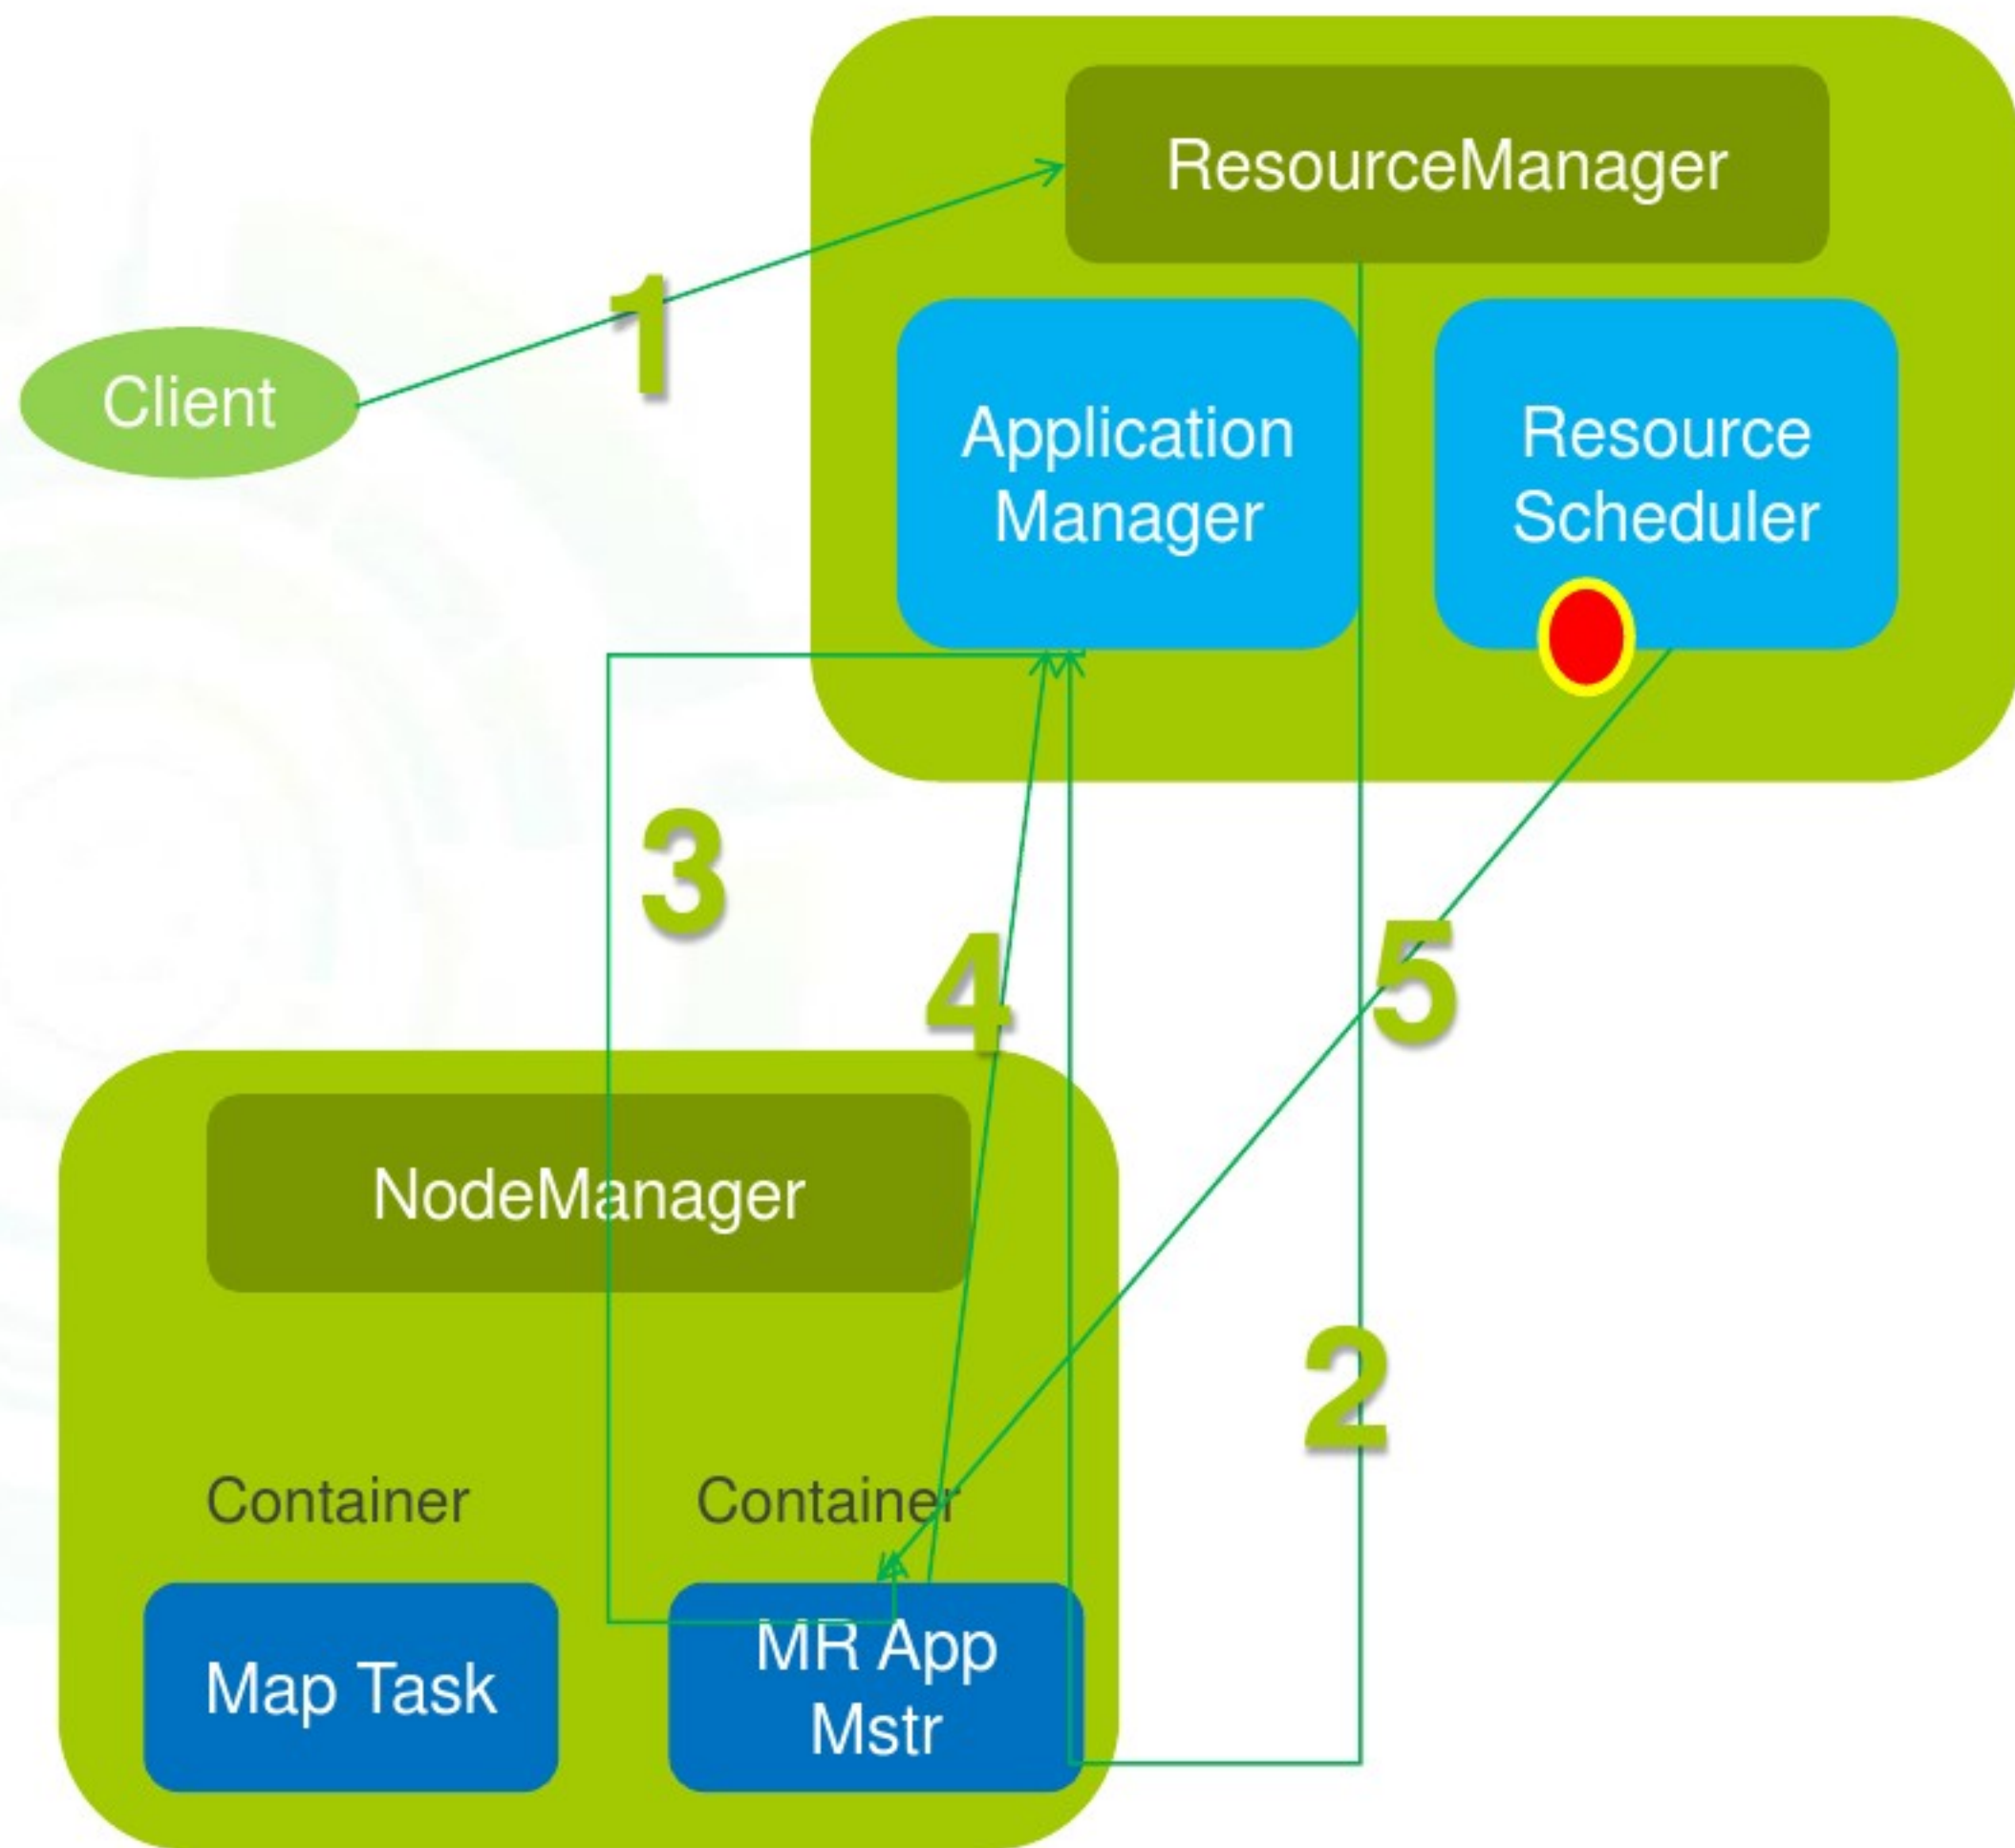 ResourceManager
1
Client
Application
Manager
Resource
Scheduler
3
4
5
NodeManager
2
Container
Container
Map Task
MR App
Mstr